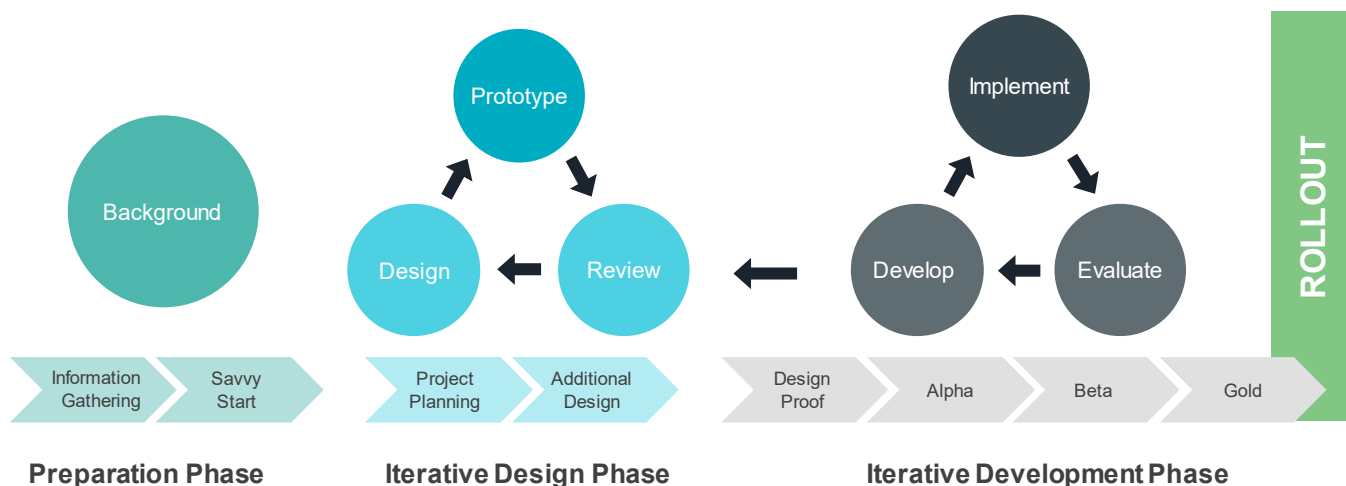 Prototype
Implement
Background
Design
Review
Develop
Evaluate
ROLLOUT
Information
Gathering
Savvy
Start
Project
Planning
Additional
Design
Design
Proof
Alpha
Beta
Gold
Preparation Phase
Iterative Design Phase
Iterative Development Phase